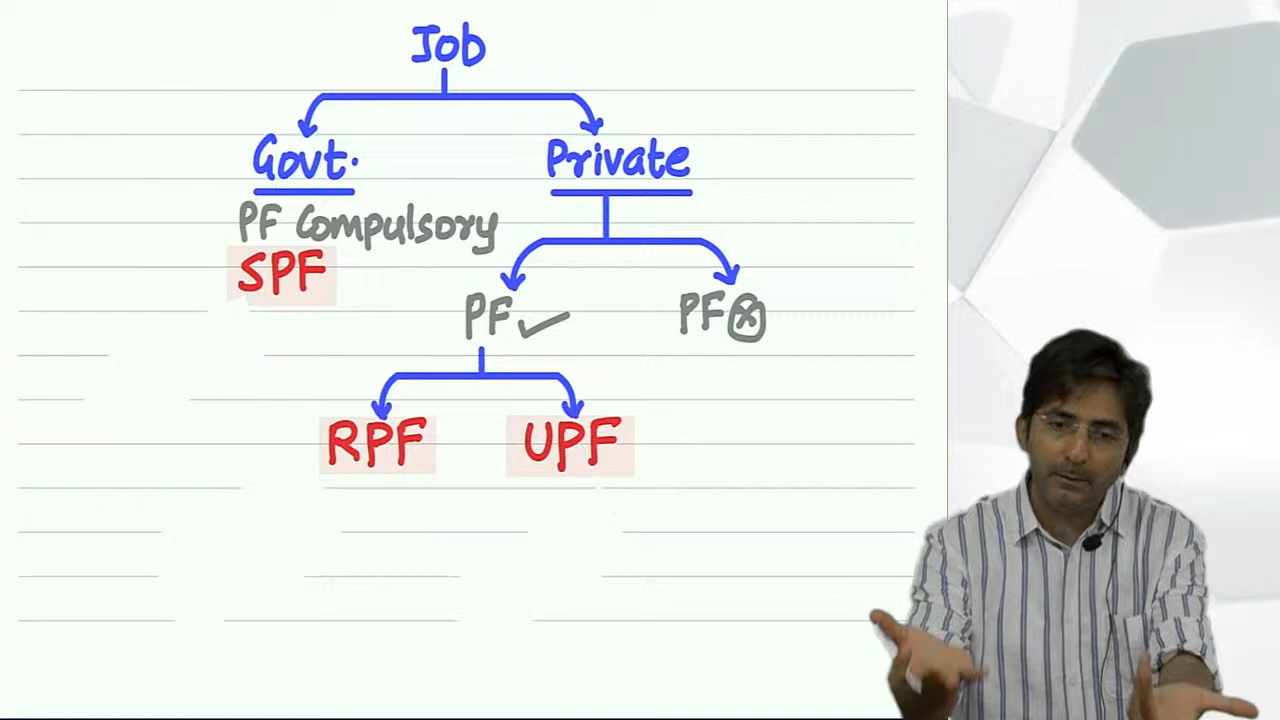 Job
Govt. Private
PF Compulsory
SPF
PF✓ PF ⊗
RPF UPF